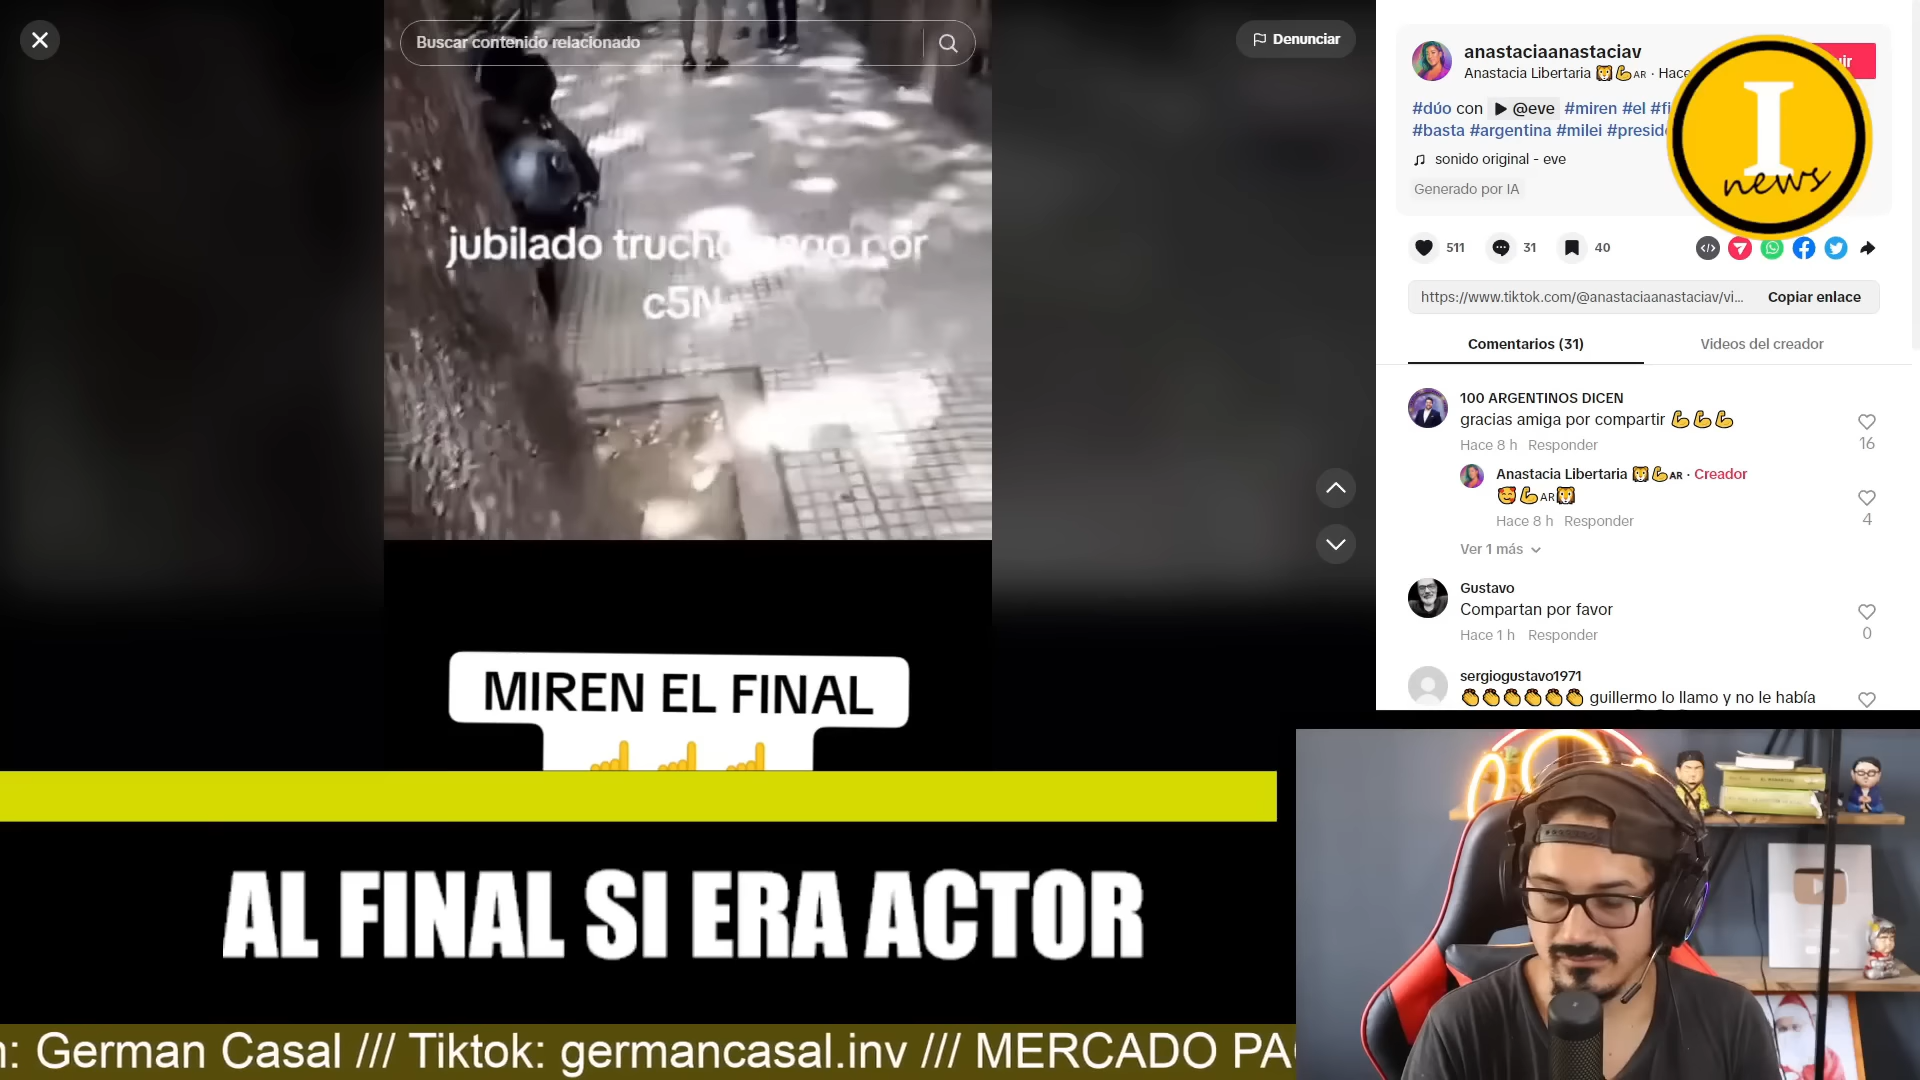 Buscar contenido relacionado
Denunciar
jubilado trucho pago por
c5N
MIREN EL FINAL
AL FINAL SI ERA ACTOR
: German Casal /// Tiktok: germancasal.inv /// MERCADO PA
anastaciaanastaciav
Anastacia Libertaria 🦁💪AR · Hace
#dúo con ▶ @eve #miren #el
#basta #argentina #milei
sonido original - eve
Generado por IA
I
news
511
31
40
https://www.tiktok.com/@anastaciaanastaciav/vi...
Copiar enlace
Comentarios (31)
Videos del creador
100 ARGENTINOS DICEN
gracias amiga por compartir 💪💪💪
Hace 8 h Responder
16
Anastacia Libertaria 🦁💪AR · Creador
🥰💪AR🦁
Hace 8 h Responder
4
Ver 1 más
Gustavo
Compartan por favor
Hace 1 h Responder
0
sergiogustavo1971
👏👏👏👏👏👏 guillermo lo llamo y no le había